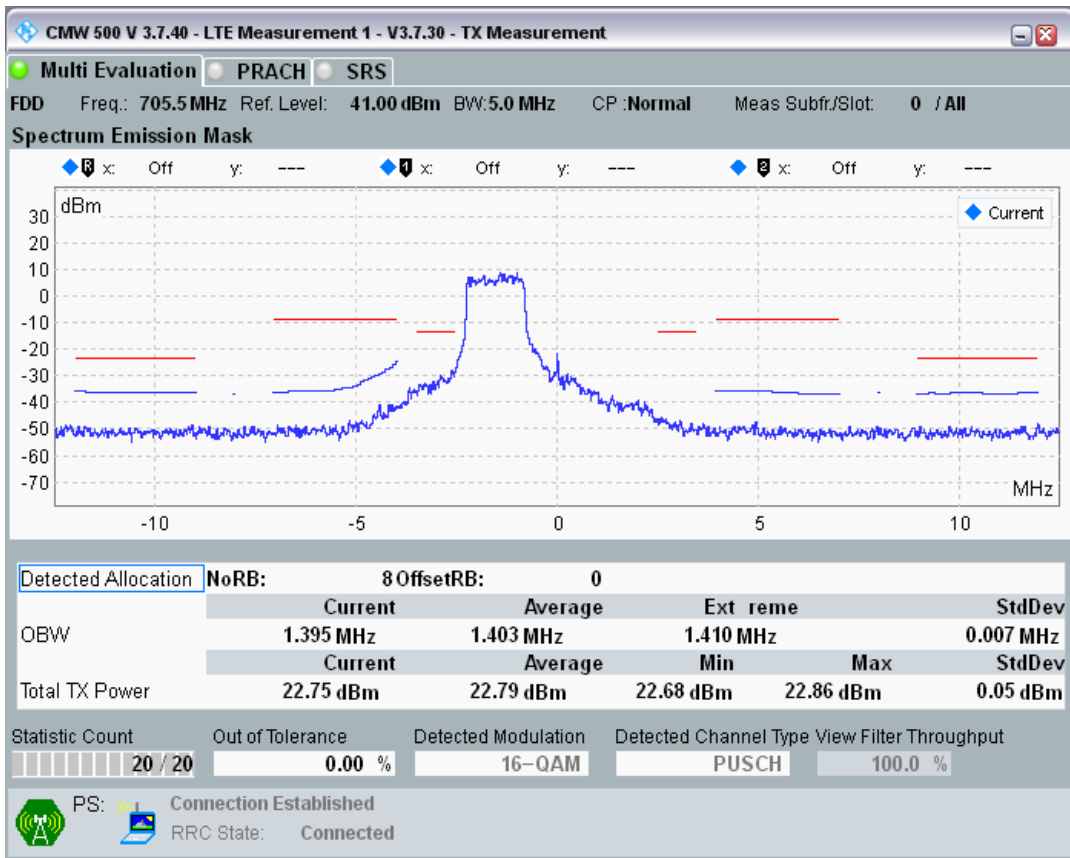 CMW 500 V 3.7.40 - LTE Measurement 1 - V3.7.30 - TX Measurement
Multi Evaluation PRACH SRS
FDD Freq.: 705.5 MHz Ref. Level: 41.00 dBm BW:5.0 MHz CP :Normal Meas Subfr./Slot: 0 / All
Spectrum Emission Mask
R x: Off y: --- 1 x: Off y: --- 2 x: Off y: ---
dBm
Current
30
20
10
0
-10
-20
-30
-40
-50
-60
-70
MHz
-10 -5 0 5 10
Detected Allocation NoRB: 8 OffsetRB: 0
Current Average Ext reme StdDev
OBW 1.395 MHz 1.403 MHz 1.410 MHz 0.007 MHz
Current Average Min Max StdDev
Total TX Power 22.75 dBm 22.79 dBm 22.68 dBm 22.86 dBm 0.05 dBm
Statistic Count Out of Tolerance Detected Modulation Detected Channel Type View Filter Throughput
20 / 20 0.00 % 16-QAM PUSCH 100.0 %
PS: Connection Established
RRC State: Connected